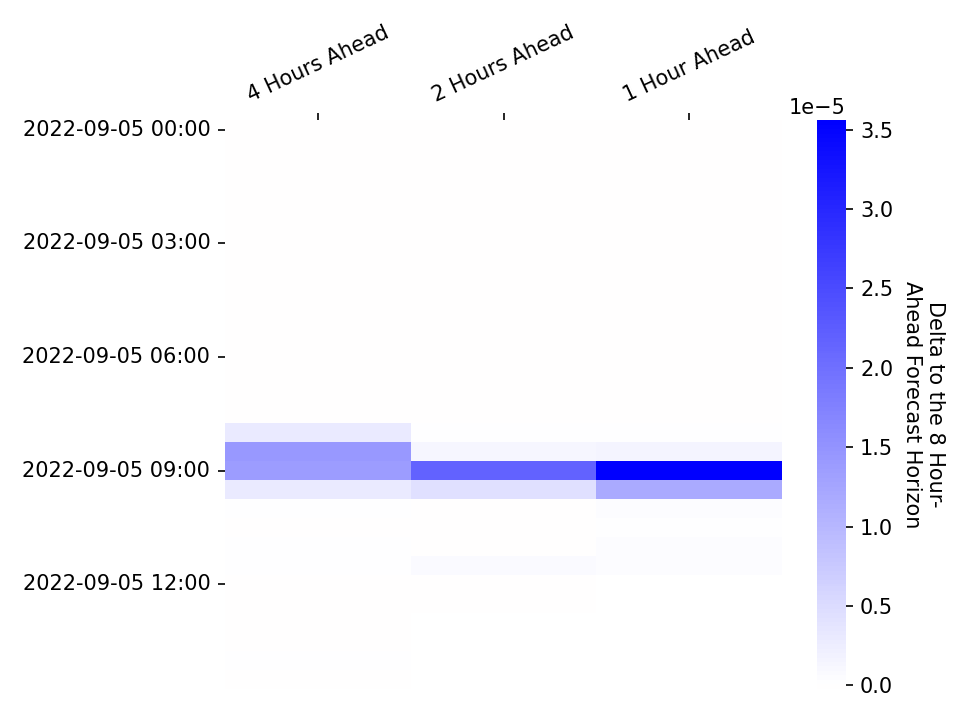 4 Hours Ahead
2 Hours Ahead
1 Hour Ahead
1e−5
2022-09-05 00:00
2022-09-05 03:00
2022-09-05 06:00
2022-09-05 09:00
2022-09-05 12:00
3.5
3.0
2.5
2.0
1.5
1.0
0.5
0.0
Delta to the 8 Hour-
Ahead Forecast Horizon